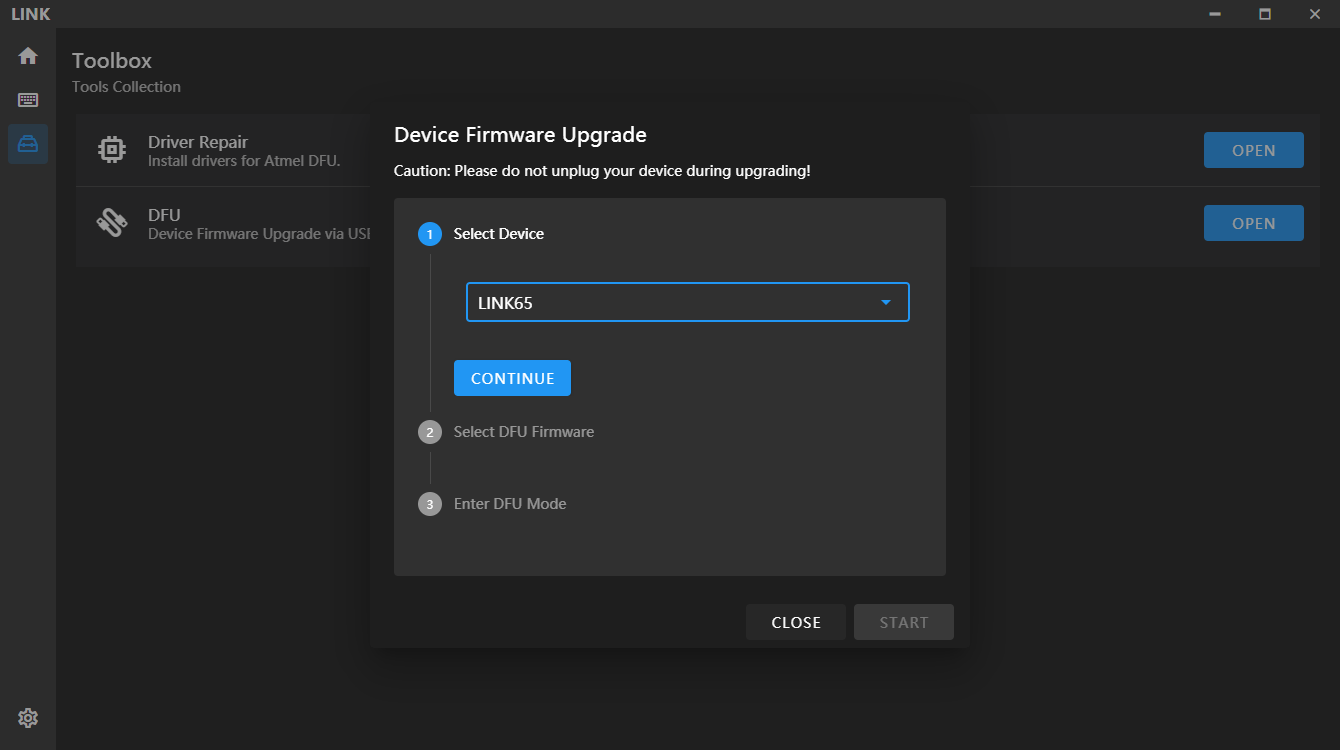 LINK
Toolbox
Tools Collection
Driver Repair
Install drivers for Atmel DFU.
OPEN
DFU
Device Firmware Upgrade via
OPEN
Device Firmware Upgrade
Caution: Please do not unplug your device during upgrading!
1 Select Device
LINK65
CONTINUE
2 Select DFU Firmware
3 Enter DFU Mode
CLOSE
START